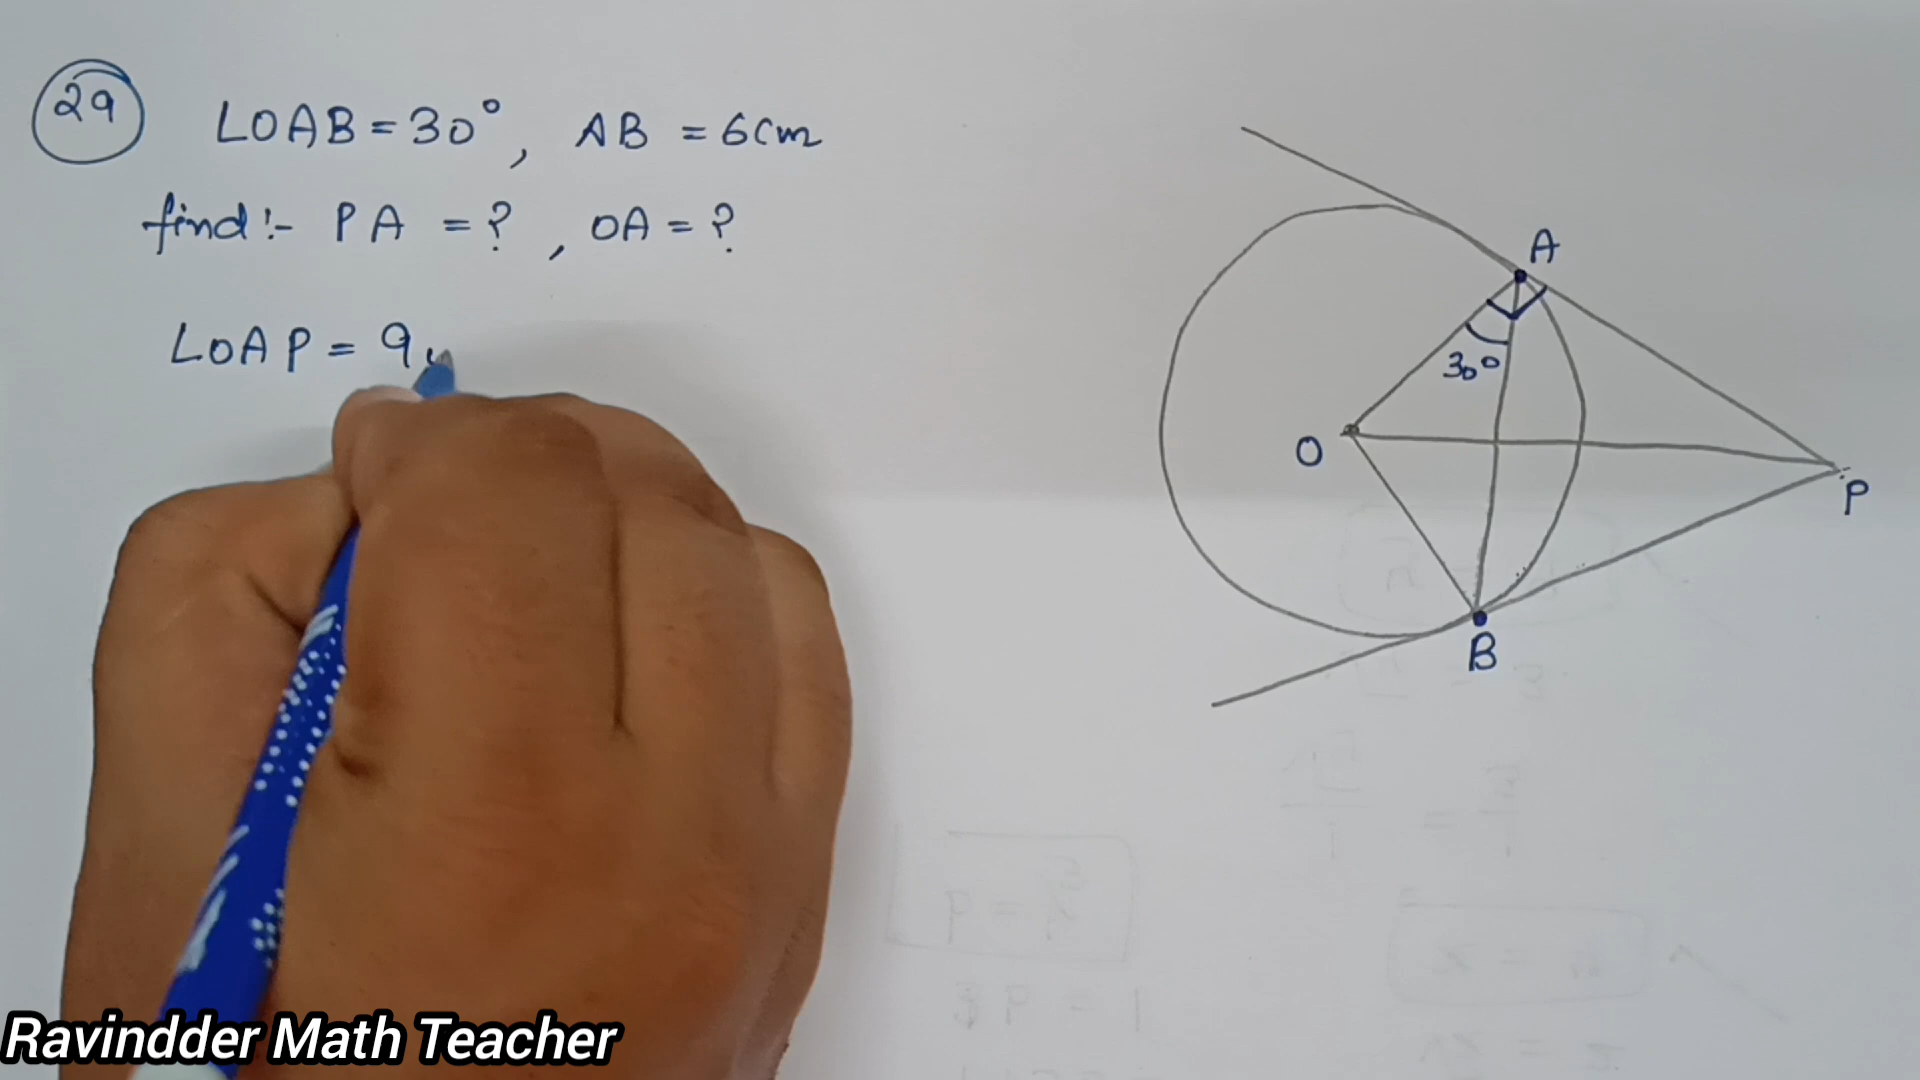 29 ∠OAB = 30°, AB = 6cm
find:- PA = ?, OA = ?
∠OAP = 9
A
30°
O
P
B
Ravindder Math Teacher